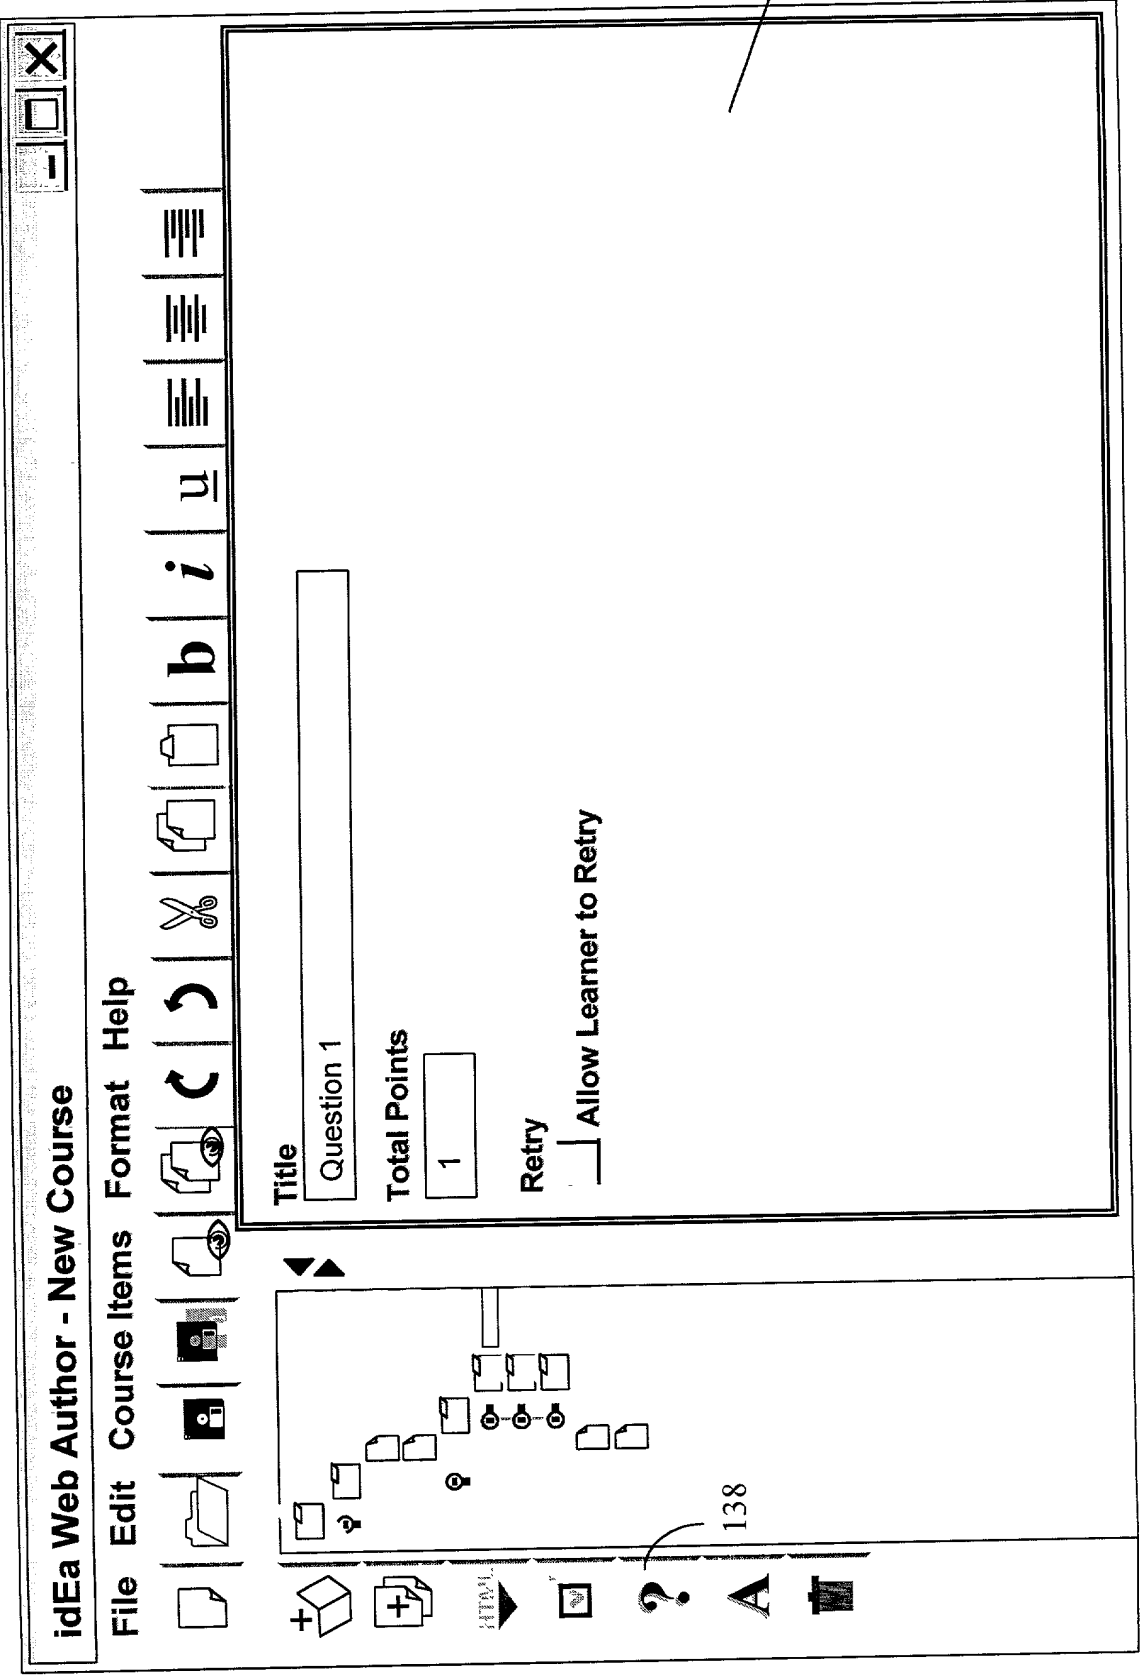 idEa Web Author - New Course
File Edit Course Items Format Help
b i u
HTML
?
A
138
Title
Question 1
Total Points
1
Retry
Allow Learner to Retry